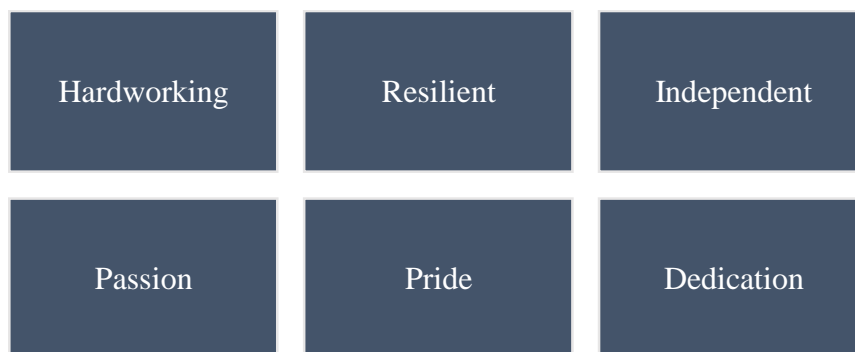 Hardworking
Resilient
Independent
Passion
Pride
Dedication